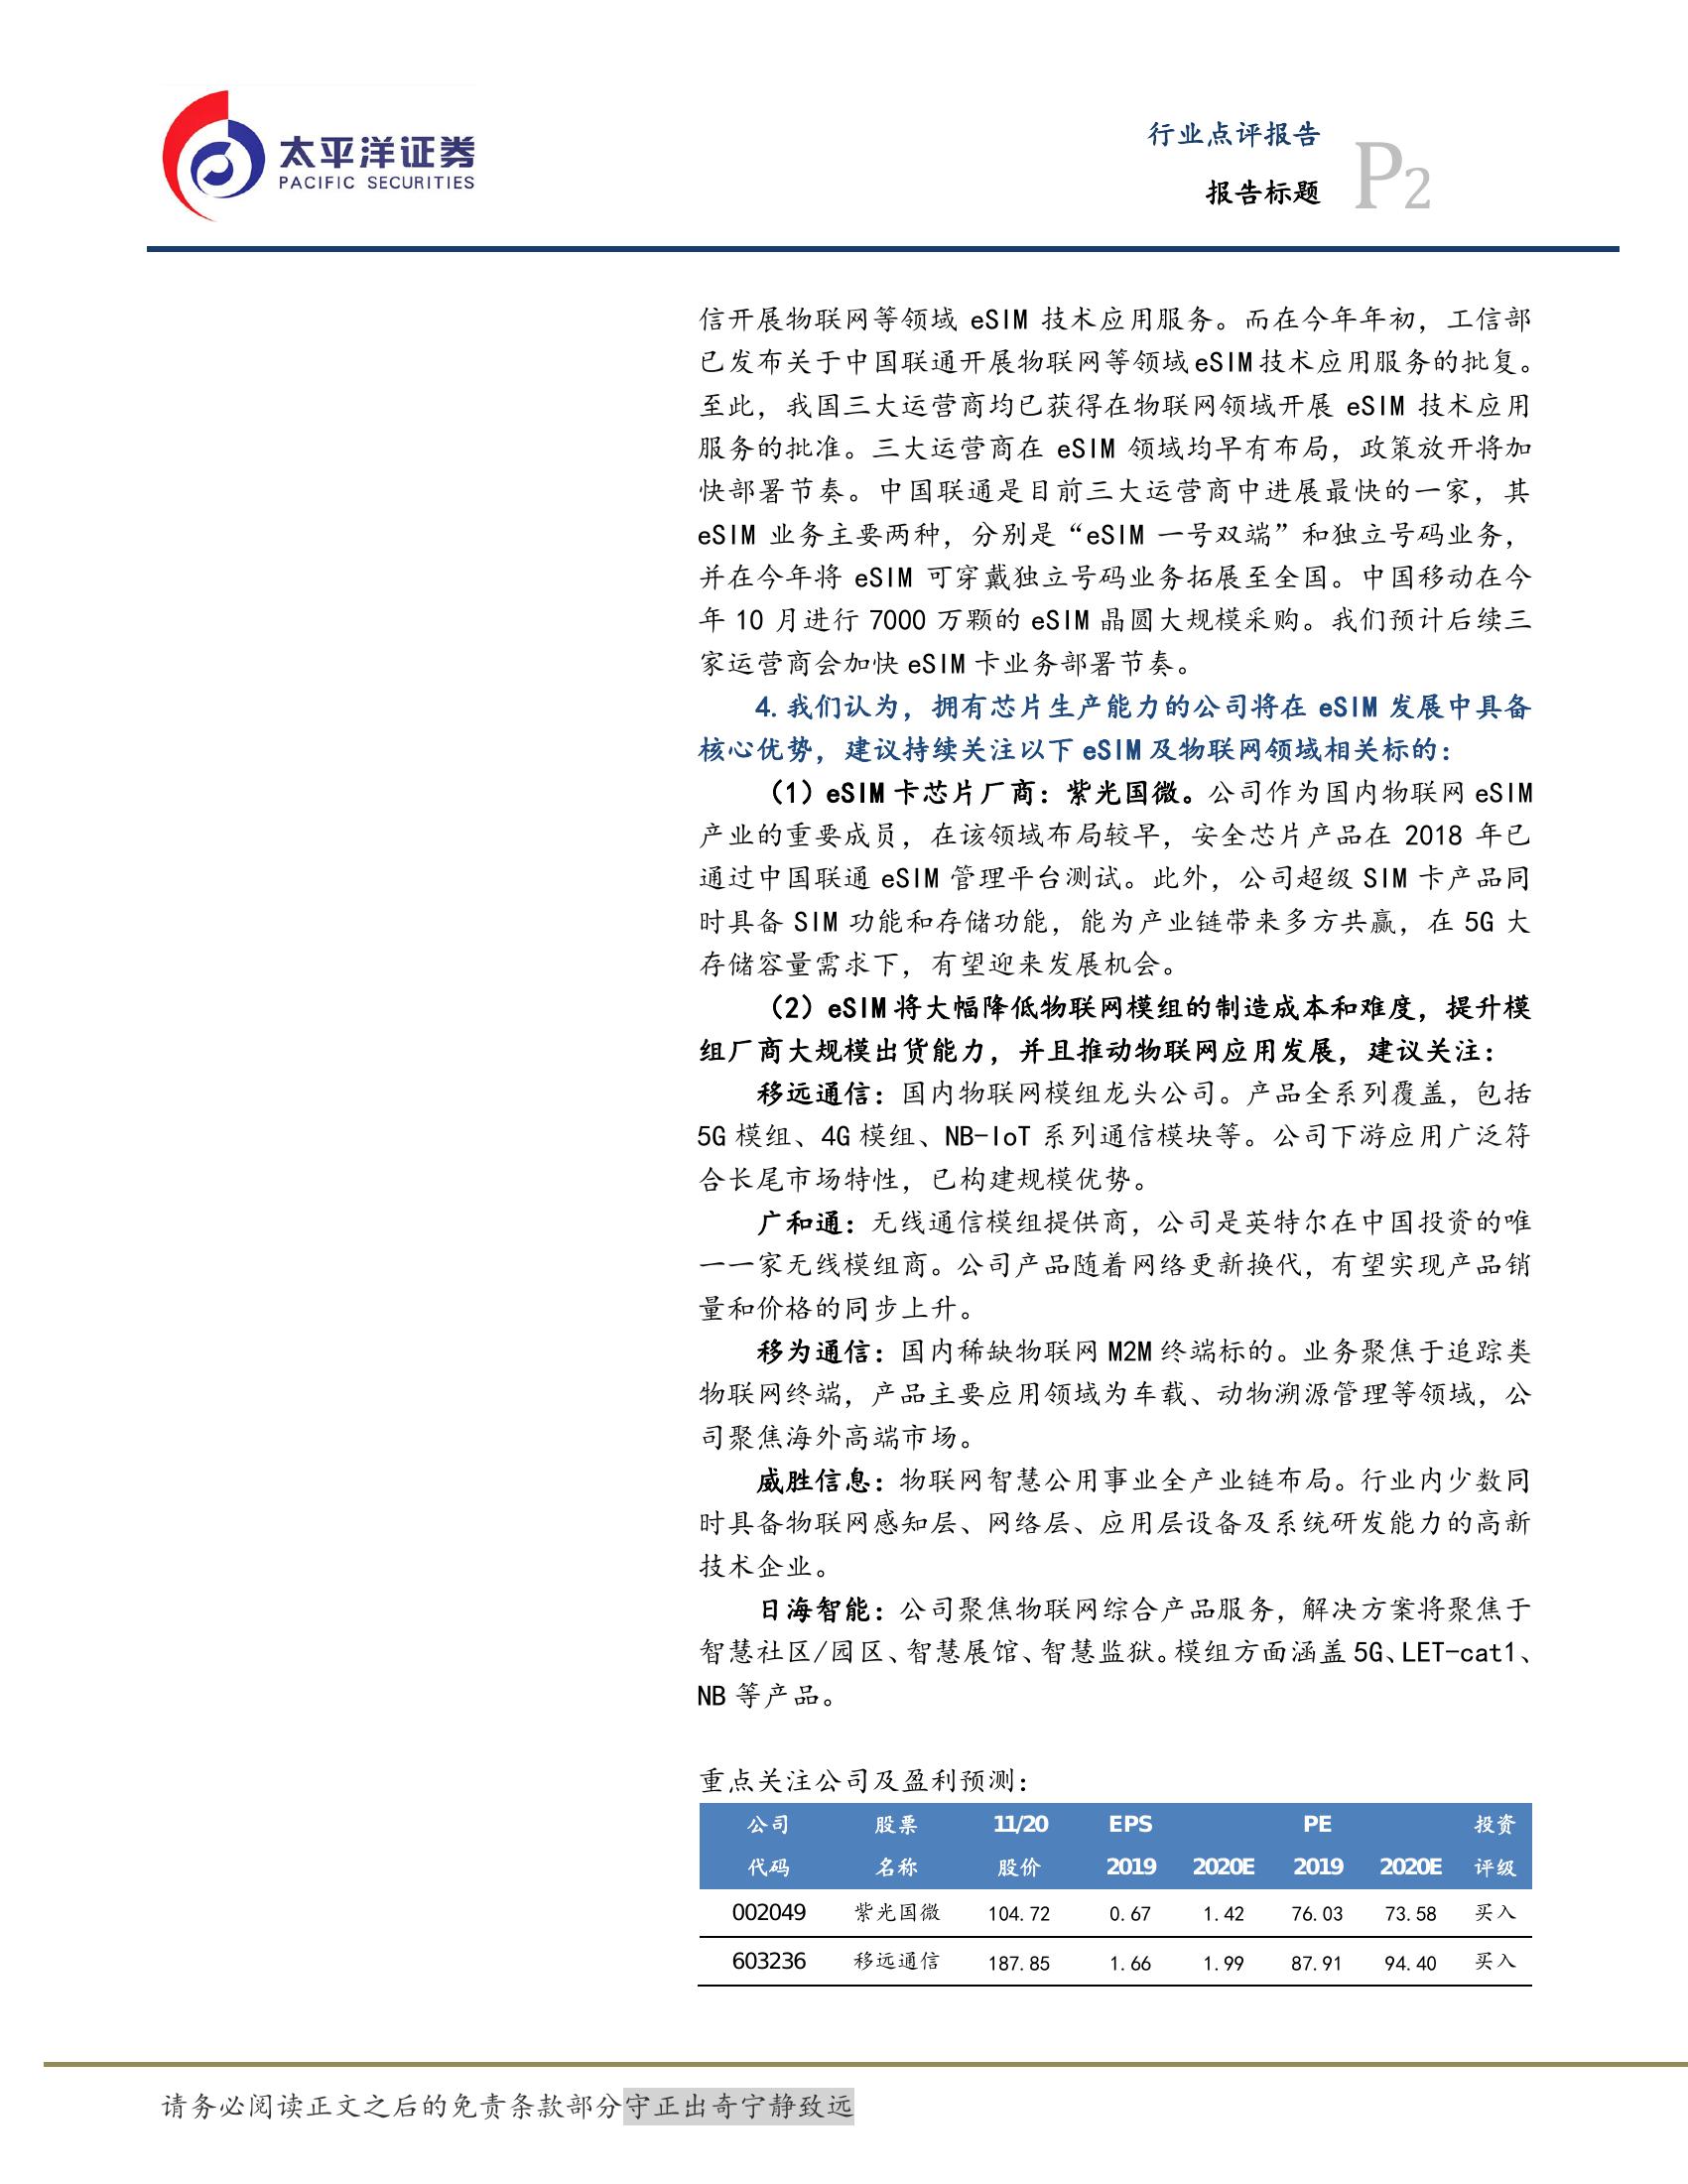 太平洋证券
PACIFIC SECURITIES
行业点评报告
报告标题
P2
信开展物联网等领域 eSIM 技术应用服务。而在今年年初，工信部
已发布关于中国联通开展物联网等领域 eSIM 技术应用服务的批复。
至此，我国三大运营商均已获得在物联网领域开展 eSIM 技术应用
服务的批准。三大运营商在 eSIM 领域均早有布局，政策放开将加
快部署节奏。中国联通是目前三大运营商中进展最快的一家，其
eSIM 业务主要两种，分别是“eSIM 一号双端”和独立号码业务，
并在今年将 eSIM 可穿戴独立号码业务拓展至全国。中国移动在今
年 10 月进行 7000 万颗的 eSIM 晶圆大规模采购。我们预计后续三
家运营商会加快 eSIM 卡业务部署节奏。
4.我们认为，拥有芯片生产能力的公司将在 eSIM 发展中具备
核心优势，建议持续关注以下 eSIM 及物联网领域相关标的：
（1）eSIM 卡芯片厂商：紫光国微。公司作为国内物联网 eSIM
产业的重要成员，在该领域布局较早，安全芯片产品在 2018 年已
通过中国联通 eSIM 管理平台测试。此外，公司超级 SIM 卡产品同
时具备 SIM 功能和存储功能，能为产业链带来多方共赢，在 5G 大
存储容量需求下，有望迎来发展机会。
（2）eSIM 将大幅降低物联网模组的制造成本和难度，提升模
组厂商大规模出货能力，并且推动物联网应用发展，建议关注：
移远通信：国内物联网模组龙头公司。产品全系列覆盖，包括
5G 模组、4G 模组、NB-IoT 系列通信模块等。公司下游应用广泛符
合长尾市场特性，已构建规模优势。
广和通：无线通信模组提供商，公司是英特尔在中国投资的唯
一一家无线模组商。公司产品随着网络更新换代，有望实现产品销
量和价格的同步上升。
移为通信：国内稀缺物联网 M2M 终端标的。业务聚焦于追踪类
物联网终端，产品主要应用领域为车载、动物溯源管理等领域，公
司聚焦海外高端市场。
威胜信息：物联网智慧公用事业全产业链布局。行业内少数同
时具备物联网感知层、网络层、应用层设备及系统研发能力的高新
技术企业。
日海智能：公司聚焦物联网综合产品服务，解决方案将聚焦于
智慧社区/园区、智慧展馆、智慧监狱。模组方面涵盖 5G、LET-cat1、
NB 等产品。
重点关注公司及盈利预测：
公司 股票 11/20 EPS PE 投资
代码 名称 股价 2019 2020E 2019 2020E 评级
002049 紫光国微 104.72 0.67 1.42 76.03 73.58 买入
603236 移远通信 187.85 1.66 1.99 87.91 94.40 买入
请务必阅读正文之后的免责条款部分守正出奇宁静致远